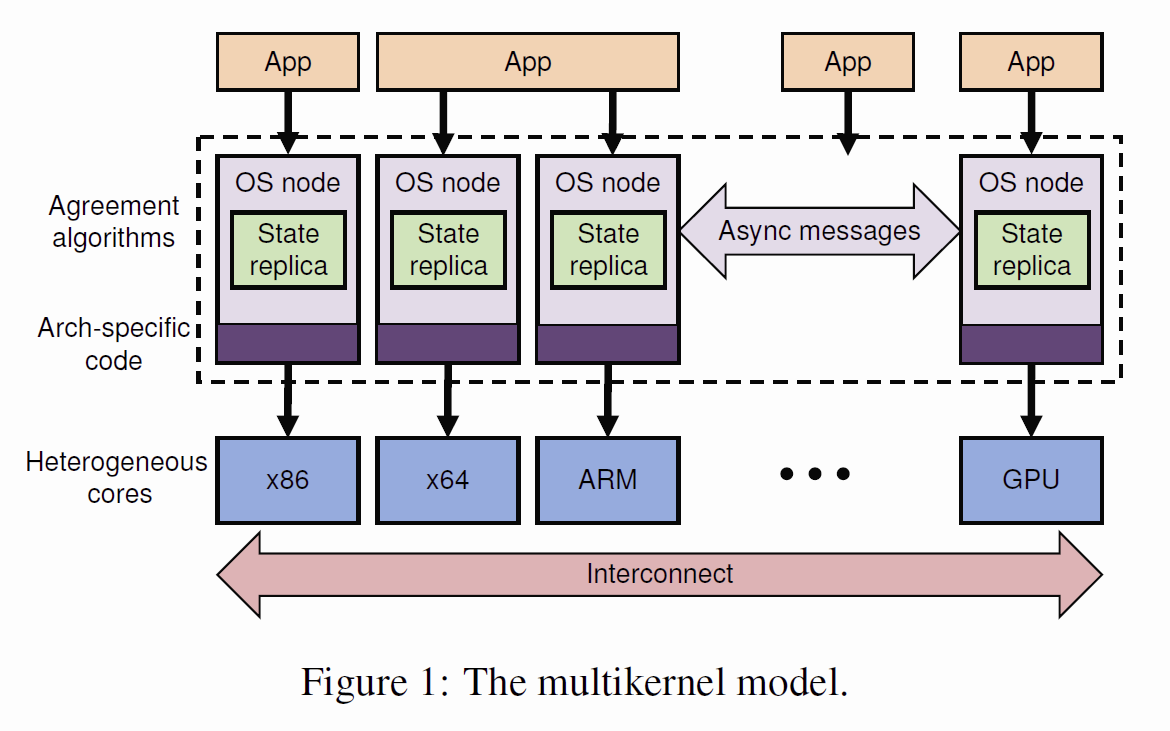 App
App
App
App
OS node
OS node
OS node
OS node
Agreement
algorithms
State
replica
State
replica
State
replica
Async messages
State
replica
Arch-specific
code
Heterogeneous
cores
x86
x64
ARM
• • •
GPU
Interconnect
Figure 1: The multikernel model.